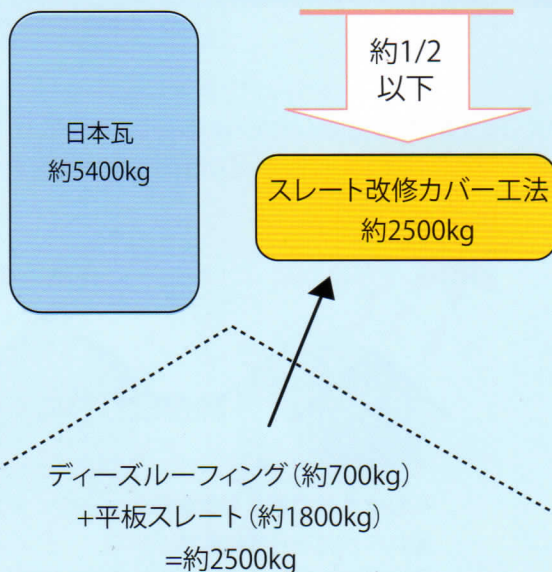 日本瓦
約5400kg
約1/2
以下
スレート改修カバー工法
約2500kg
ディーズルーフィング(約700kg)
+平板スレート(約1800kg)
=約2500kg